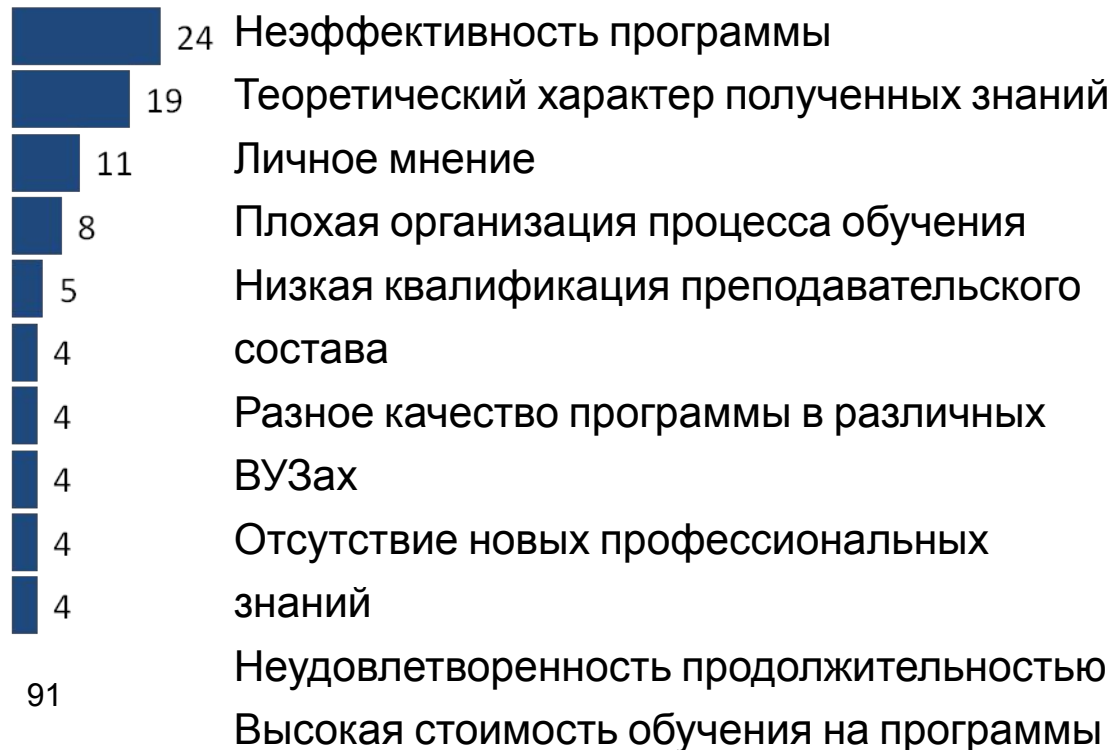 24 Неэффективность программы
19 Теоретический характер полученных знаний
11 Личное мнение
8 Плохая организация процесса обучения
5 Низкая квалификация преподавательского
4 состава
4 Разное качество программы в различных
4 ВУЗах
4 Отсутствие новых профессиональных
4 знаний
Неудовлетворенность продолжительностью
91
Высокая стоимость обучения на программы